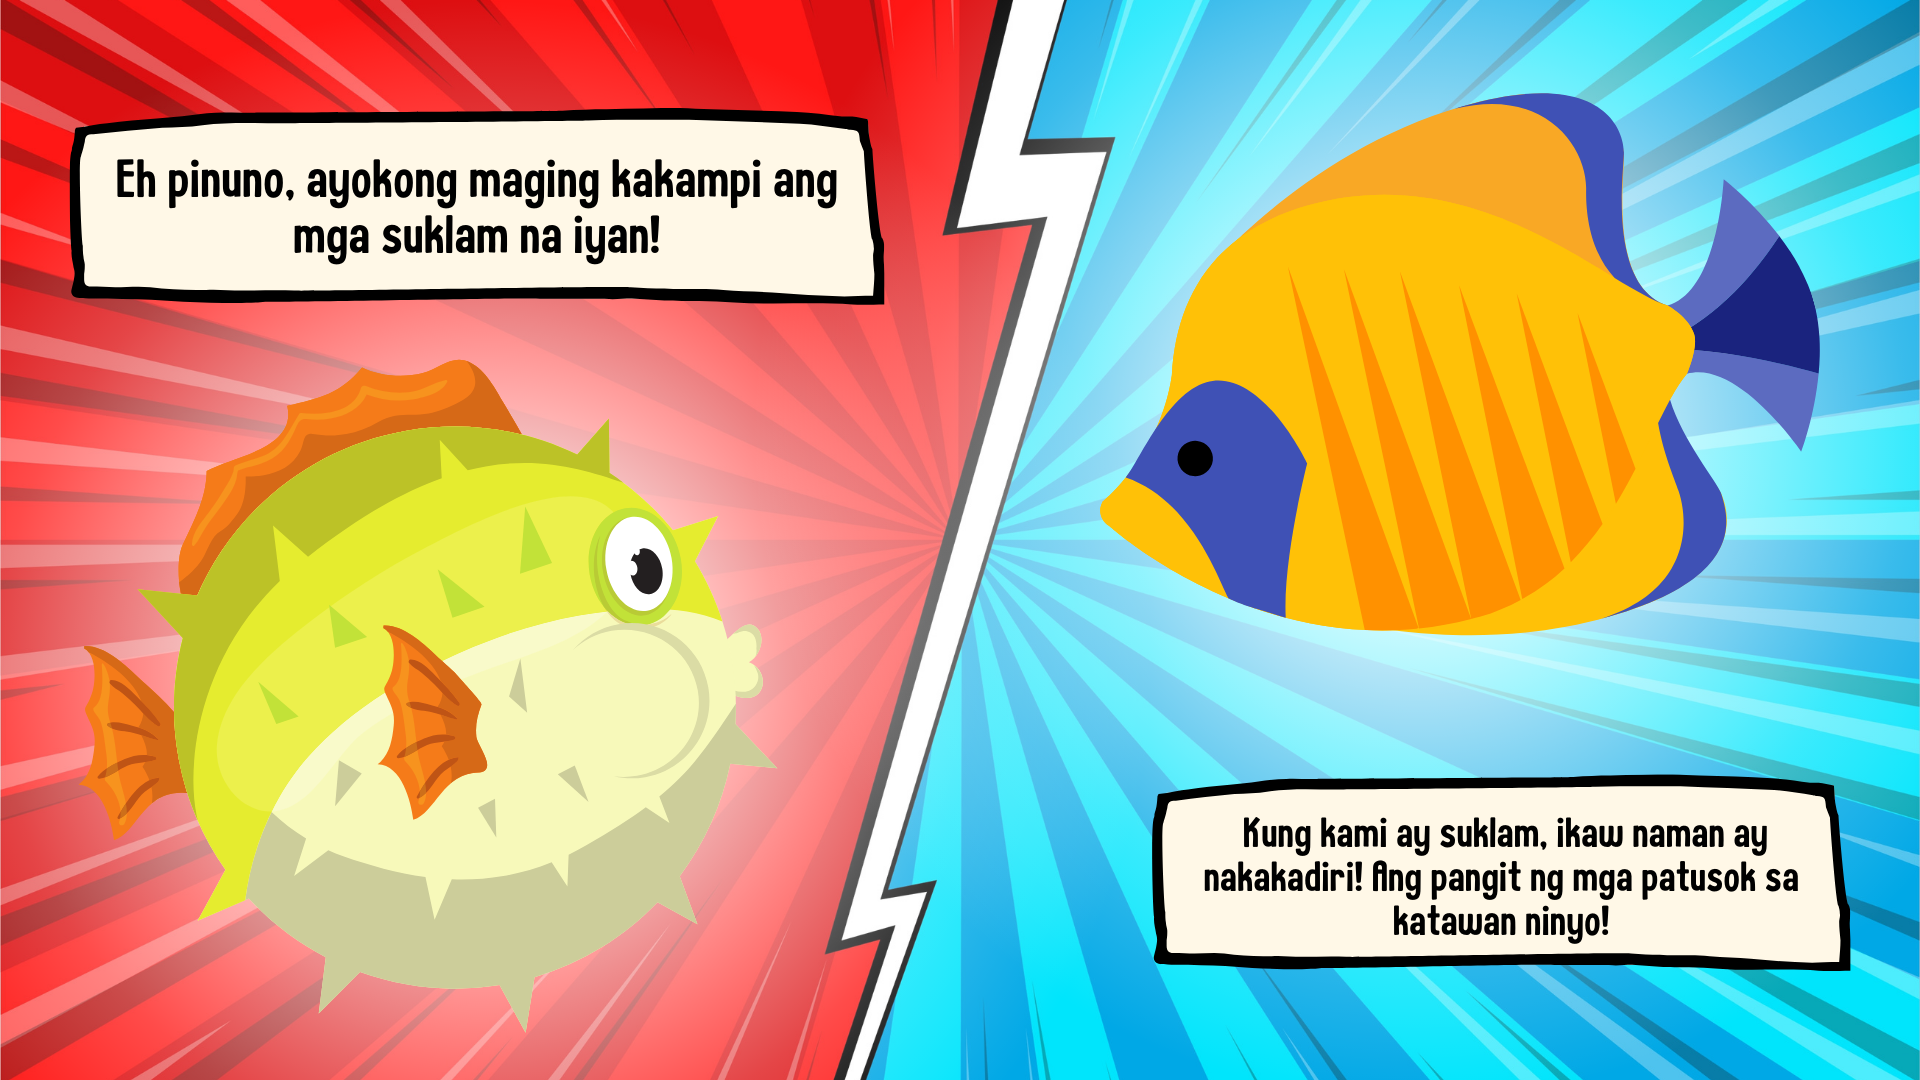 Eh pinuno, ayokong maging kakampi ang
mga suklam na iyan!
Kung kami ay suklam, ikaw naman ay
nakakadiri! Ang pangit ng mga patusok sa
katawan ninyo!